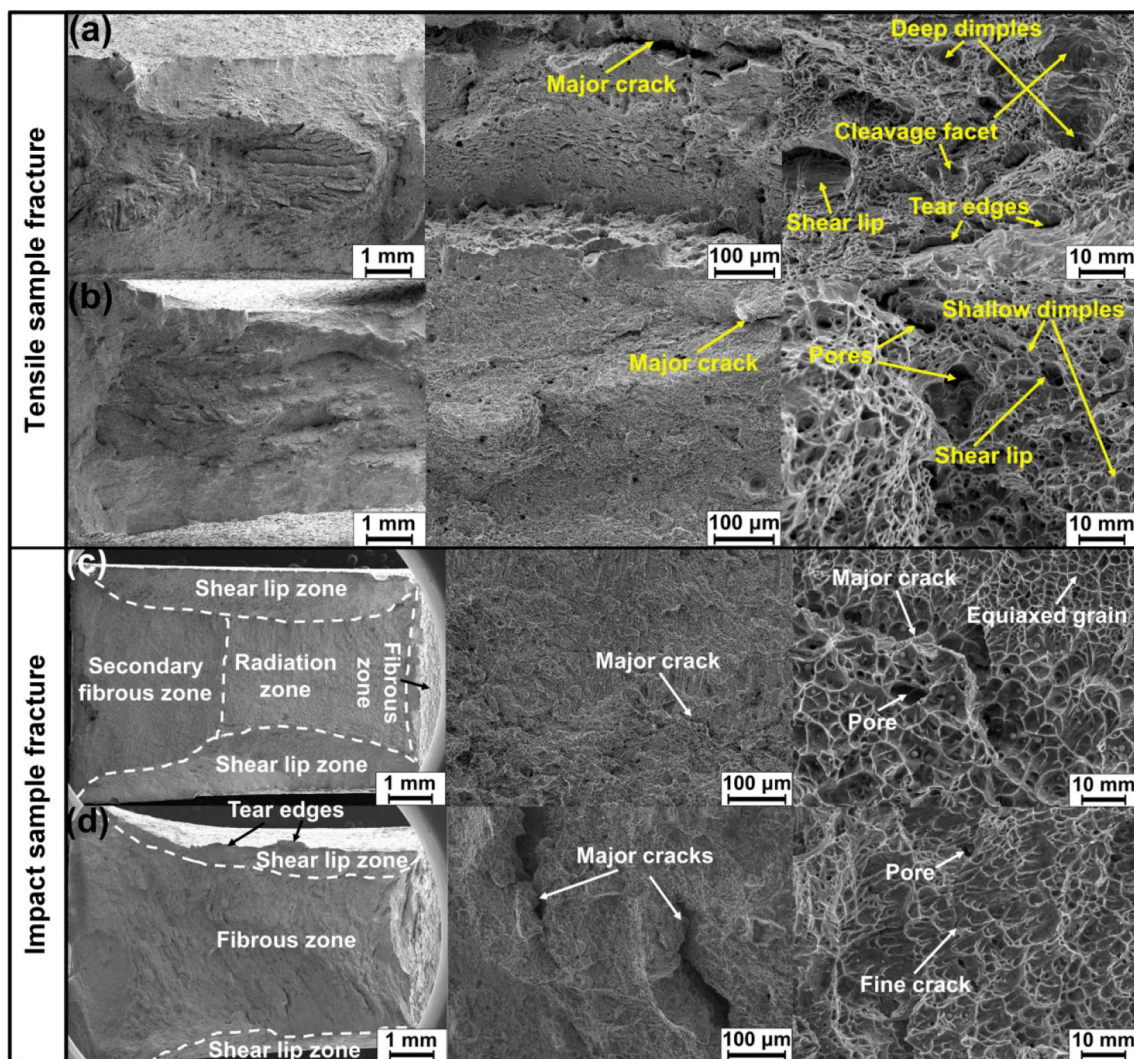 Tensile sample fracture
(a)
1 mm
Major crack
100 µm
Deep dimples
Cleavage facet
Shear lip
Tear edges
10 mm
(b)
1 mm
Major crack
100 µm
Shallow dimples
Pores
Shear lip
10 mm
Impact sample fracture
(c)
Shear lip zone
Secondary
fibrous zone
Radiation
zone
Fibrous
zone
Shear lip zone
1 mm
Major crack
100 µm
Major crack
Equiaxed grain
Pore
10 mm
(d)
Tear edges
Shear lip zone
Fibrous zone
Shear lip zone
1 mm
Major cracks
100 µm
Pore
Fine crack
10 mm